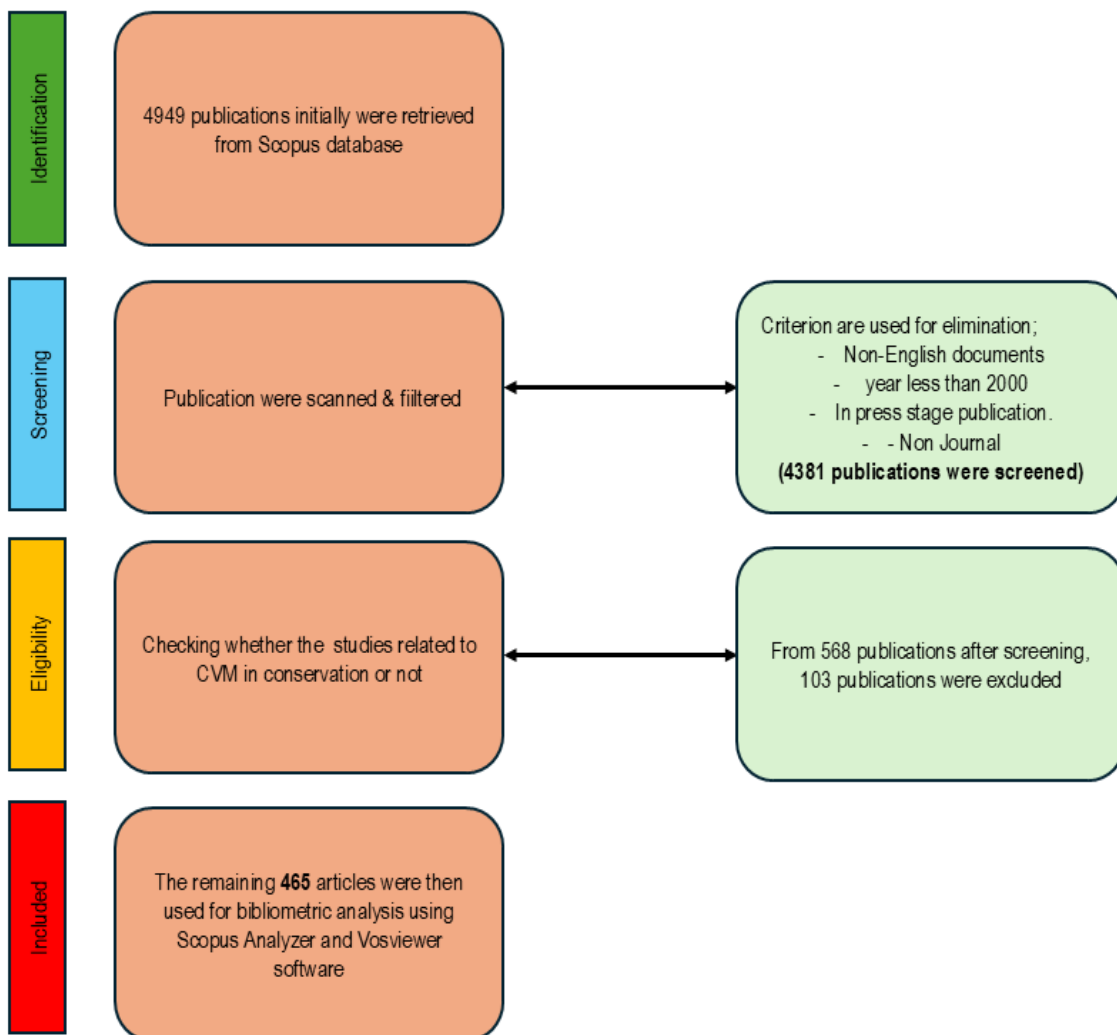 Identification
4949 publications initially were retrieved
from Scopus database
Screening
Publication were scanned & fiiltered
Criterion are used for elimination;
- Non-English documents
- year less than 2000
- In press stage publication.
- - Non Journal
(4381 publications were screened)
Eligibility
Checking whether the studies related to
CVM in conservation or not
From 568 publications after screening,
103 publications were excluded
Included
The remaining 465 articles were then
used for bibliometric analysis using
Scopus Analyzer and Vosviewer
software